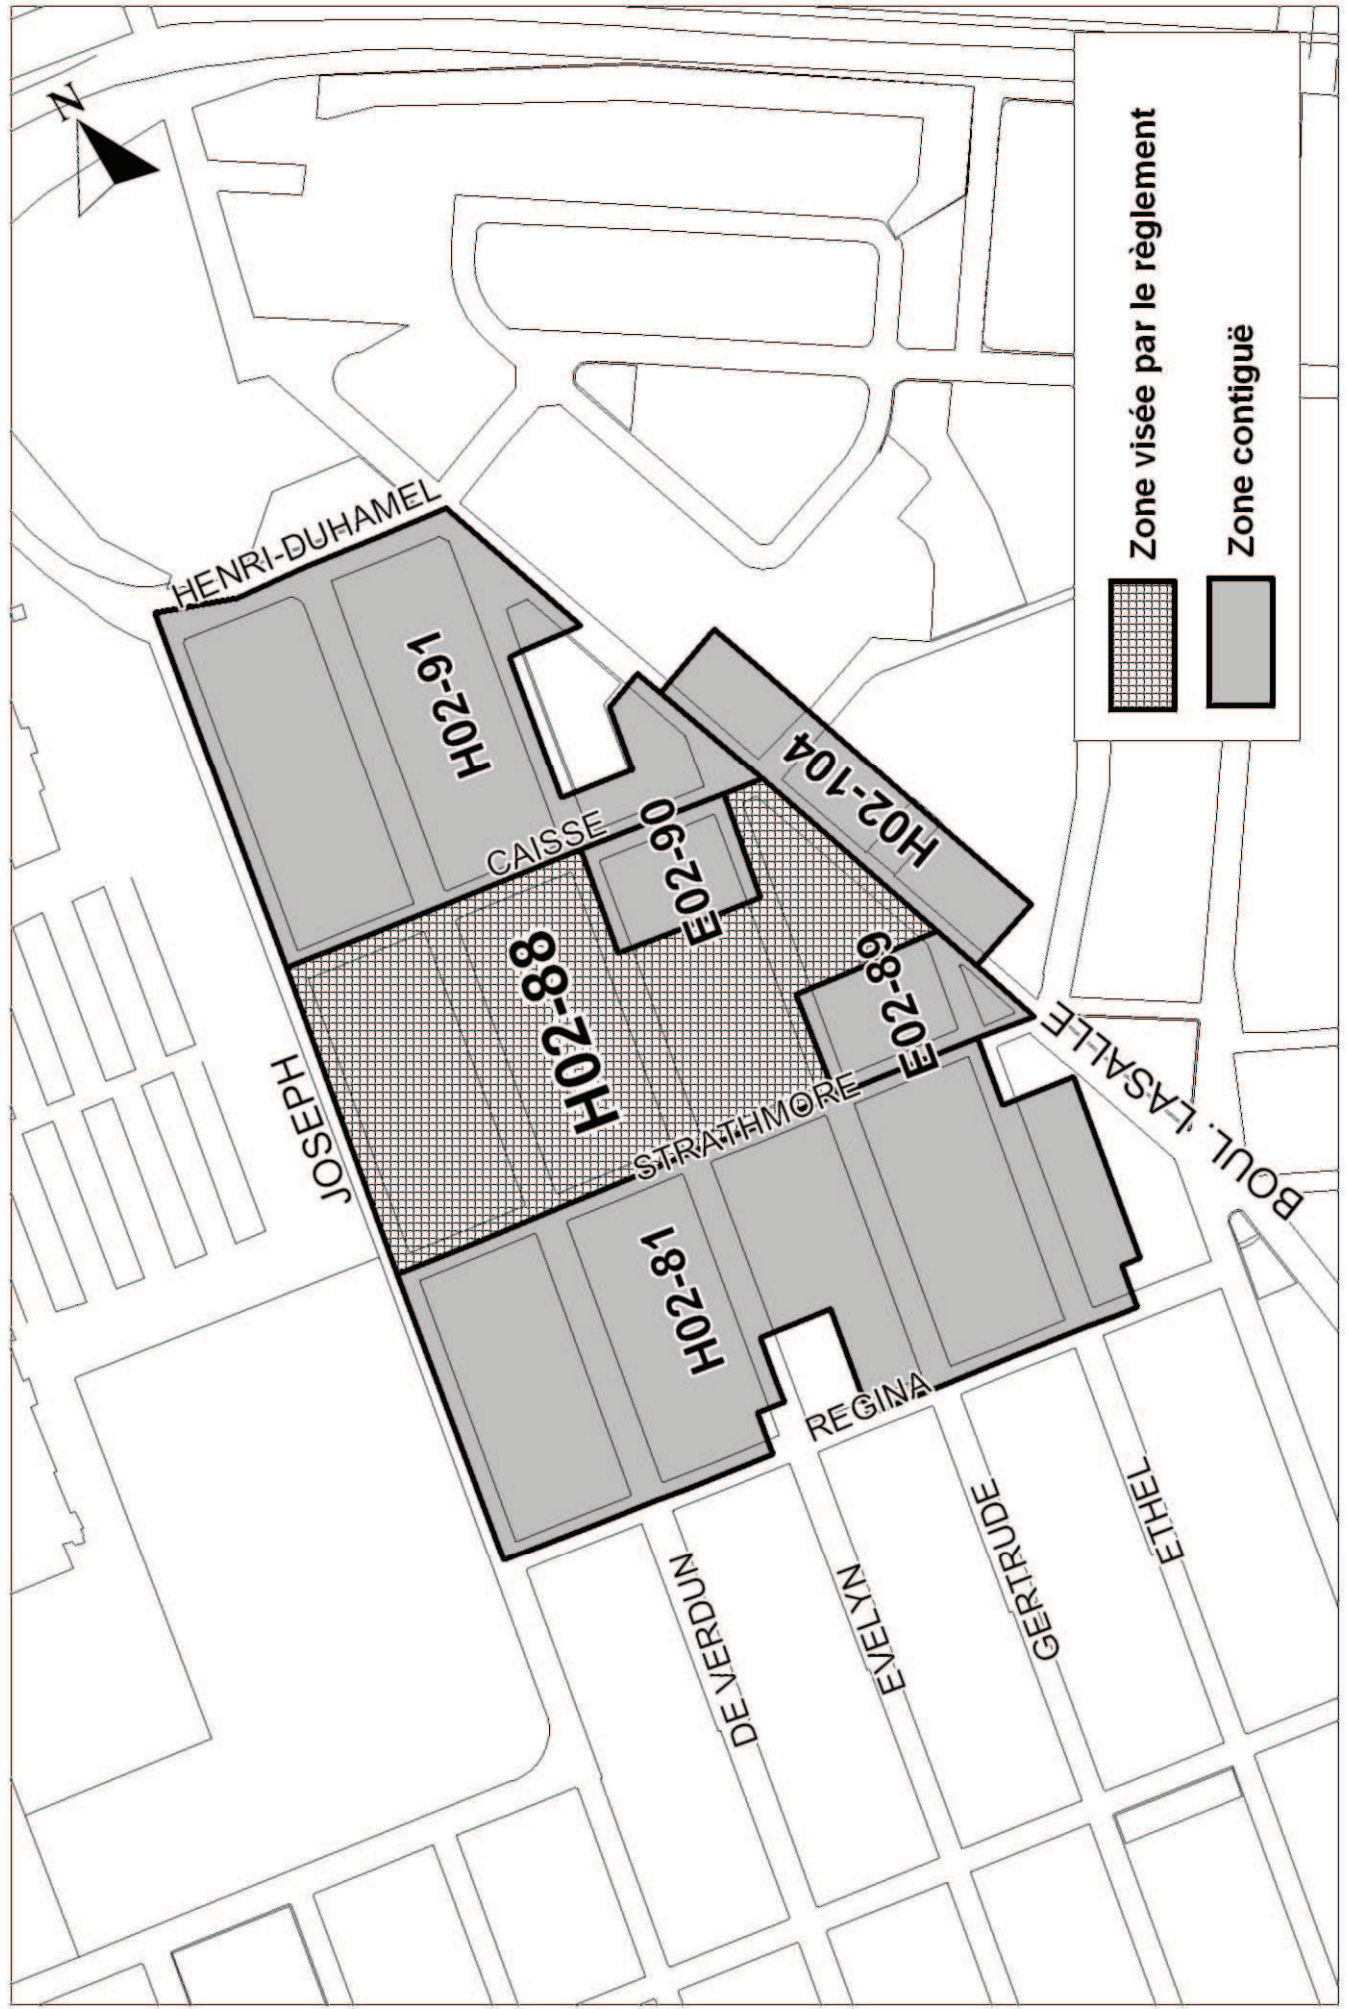 N
HENRI-DUHAMEL
H02-91
CAISSE
E02-90
H02-104
H02-88
E02-89
JOSEPH
STRATHMORE
BOUL. LASALLE
H02-81
REGINA
DE VERDUN
EVELYN
GERTRUDE
ETHEL
Zone visée par le règlement
Zone contiguë